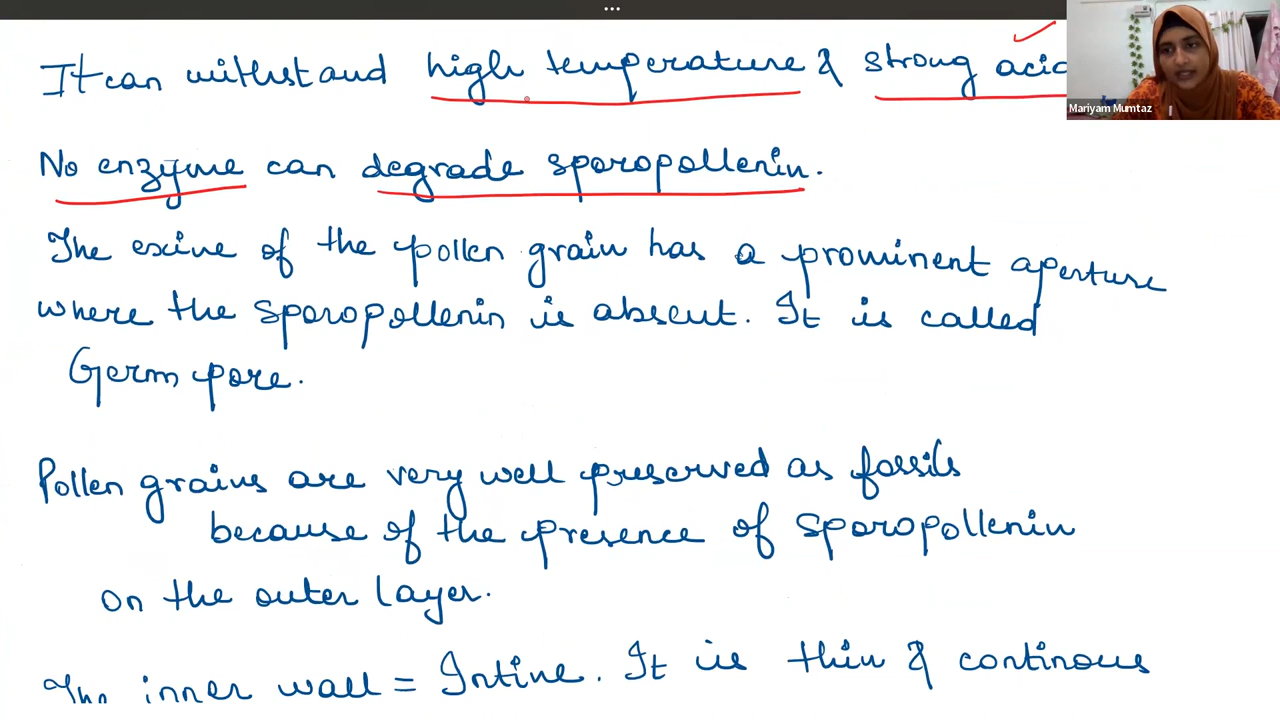 It can withstand high temperature & strong acid
Mariyam Mumtaz
No enzyme can degrade sporopollenin.
The exine of the pollen grain has a prominent aperture
where the sporopollenin is absent. It is called
Germ pore.
Pollen grains are very well preserved as fossils
because of the presence of sporopollenin
on the outer layer.
The inner wall = Intine. It is thin & continous